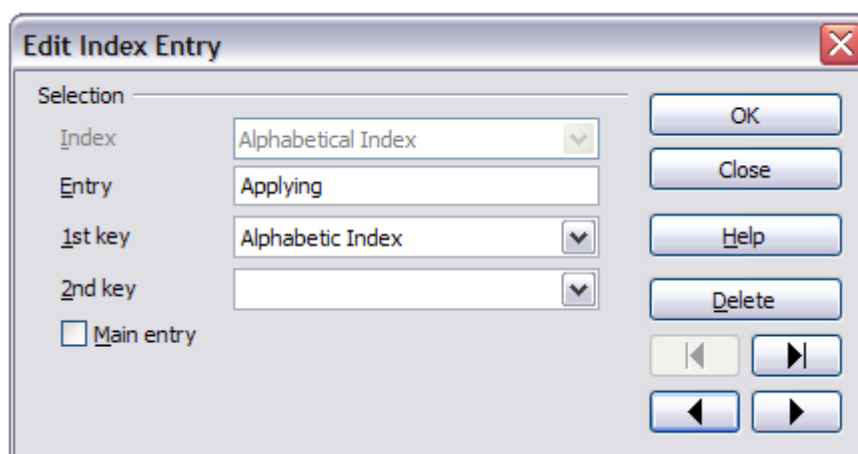 Edit Index Entry
Selection
Index
Alphabetical Index
Entry
Applying
1st key
Alphabetic Index
2nd key
Main entry
OK
Close
Help
Delete